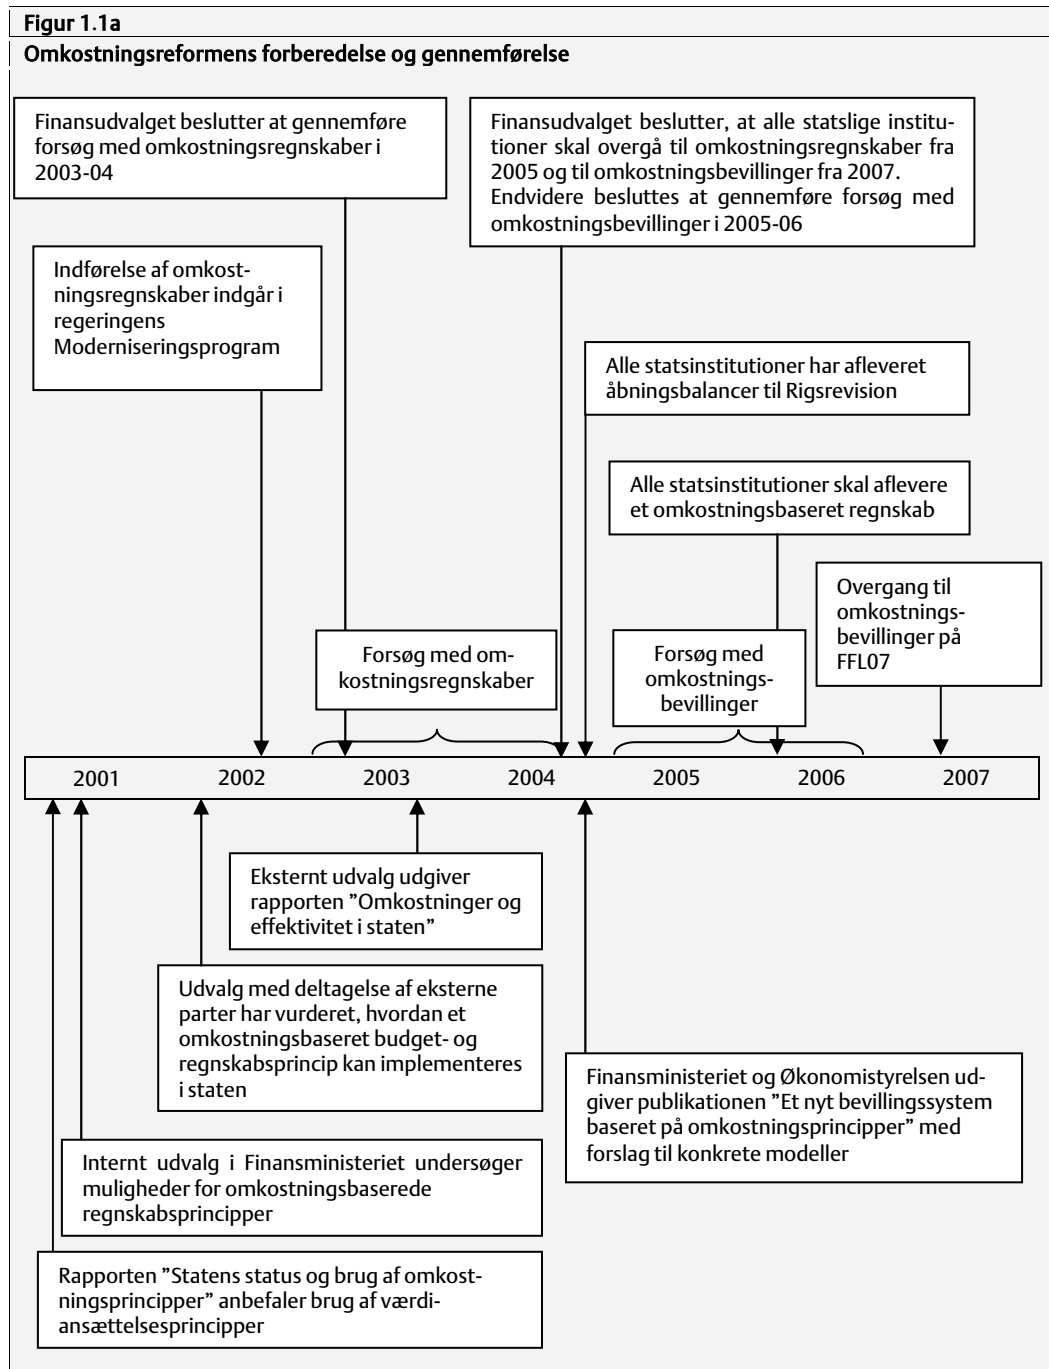 Figur 1.1a
Omkostningsreformens forberedelse og gennemførelse
Finansudvalget beslutter at gennemføre
forsøg med omkostningsregnskaber i
2003-04
Finansudvalget beslutter, at alle statslige institu-
tioner skal overgå til omkostningsregnskaber fra
2005 og til omkostningsbevillinger fra 2007.
Endvidere besluttes at gennemføre forsøg med
omkostningsbevillinger i 2005-06
Indførelse af omkost-
ningsregnskaber indgår i
regeringens
Moderniseringsprogram
Alle statsinstitutioner har afleveret
åbningsbalancer til Rigsrevision
Alle statsinstitutioner skal aflevere
et omkostningsbaseret regnskab
Overgang til
omkostnings-
bevillinger på
FFL07
Forsøg med om-
kostningsregnskaber
Forsøg med
omkostnings-
bevillinger
2001 2002 2003 2004 2005 2006 2007
Eksternt udvalg udgiver
rapporten ”Omkostninger og
effektivitet i staten”
Udvalg med deltagelse af eksterne
parter har vurderet, hvordan et
omkostningsbaseret budget- og
regnskabsprincip kan implementeres
i staten
Finansministeriet og Økonomistyrelsen ud-
giver publikationen ”Et nyt bevillingssystem
baseret på omkostningsprincipper” med
forslag til konkrete modeller
Internt udvalg i Finansministeriet undersøger
muligheder for omkostningsbaserede
regnskabsprincipper
Rapporten ”Statens status og brug af omkost-
ningsprincipper” anbefaler brug af værdi-
ansættelsesprincipper